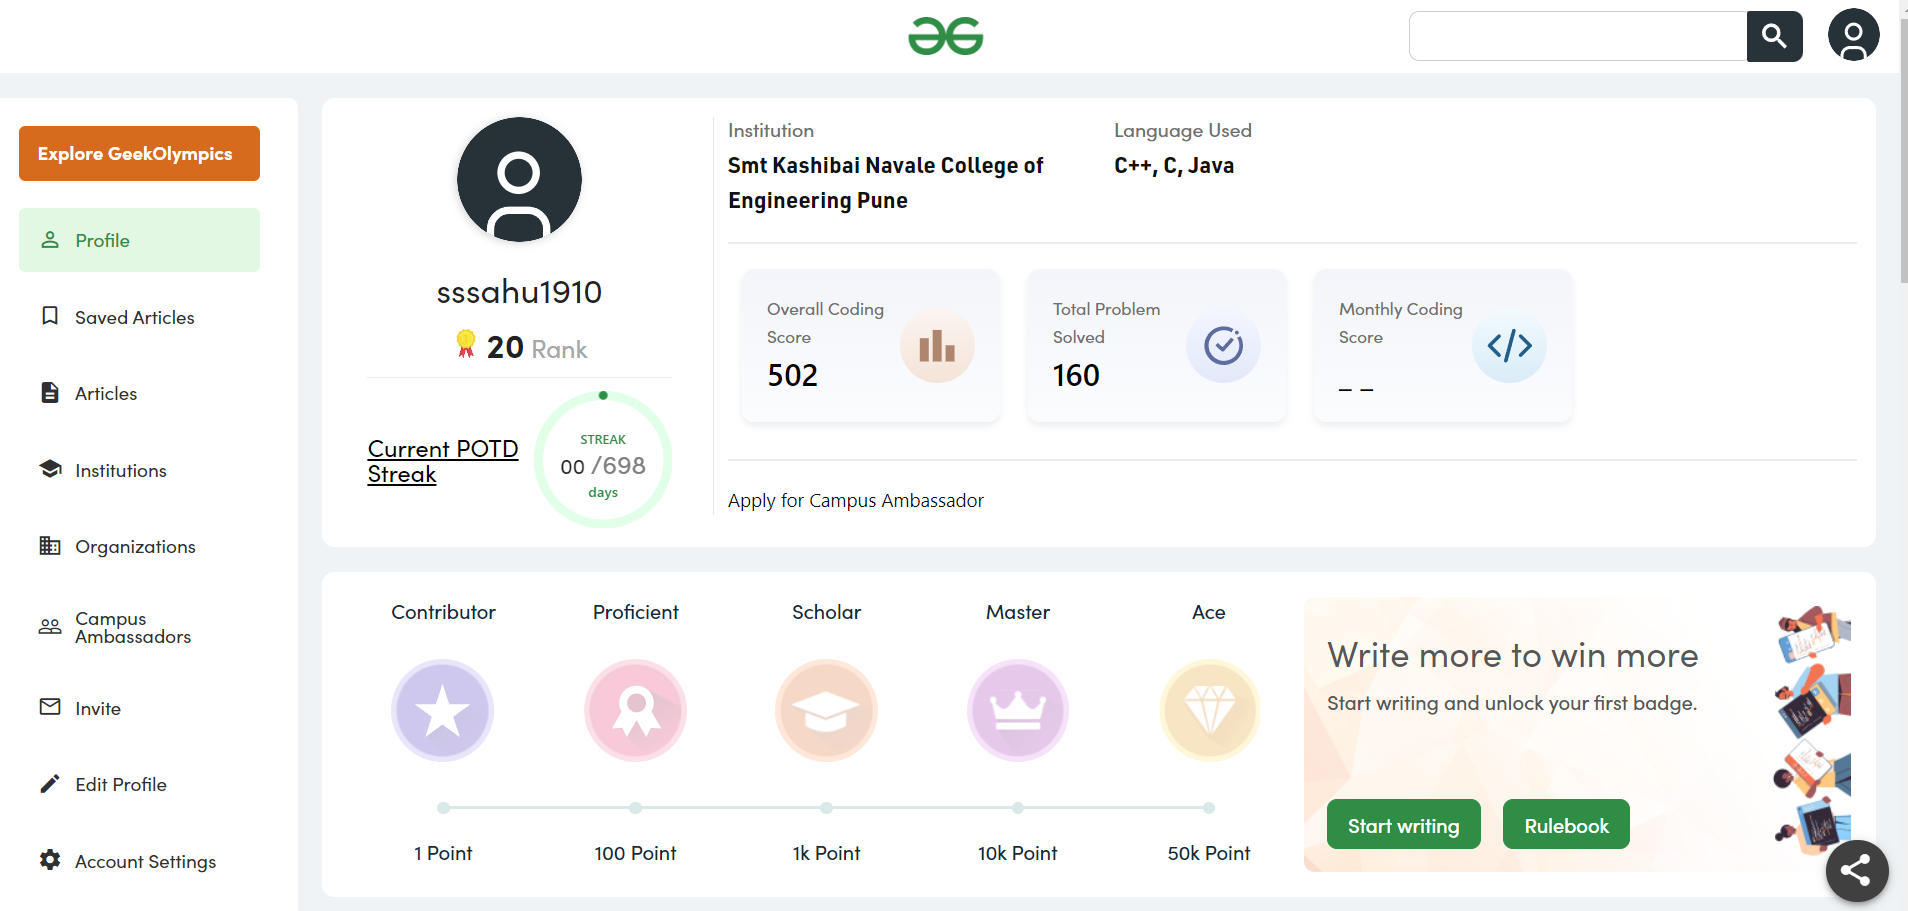 Explore GeekOlympics
Profile
Saved Articles
Articles
Institutions
Organizations
Campus
Ambassadors
Invite
Edit Profile
Account Settings
sssahu1910
20 Rank
Current POTD
Streak
STREAK
00 /698
days
Institution
Smt Kashibai Navale College of
Engineering Pune
Language Used
C++, C, Java
Overall Coding
Score
502
Total Problem
Solved
160
Monthly Coding
Score
_ _
Apply for Campus Ambassador
Contributor
Proficient
Scholar
Master
Ace
1 Point
100 Point
1k Point
10k Point
50k Point
Write more to win more
Start writing and unlock your first badge.
Start writing
Rulebook